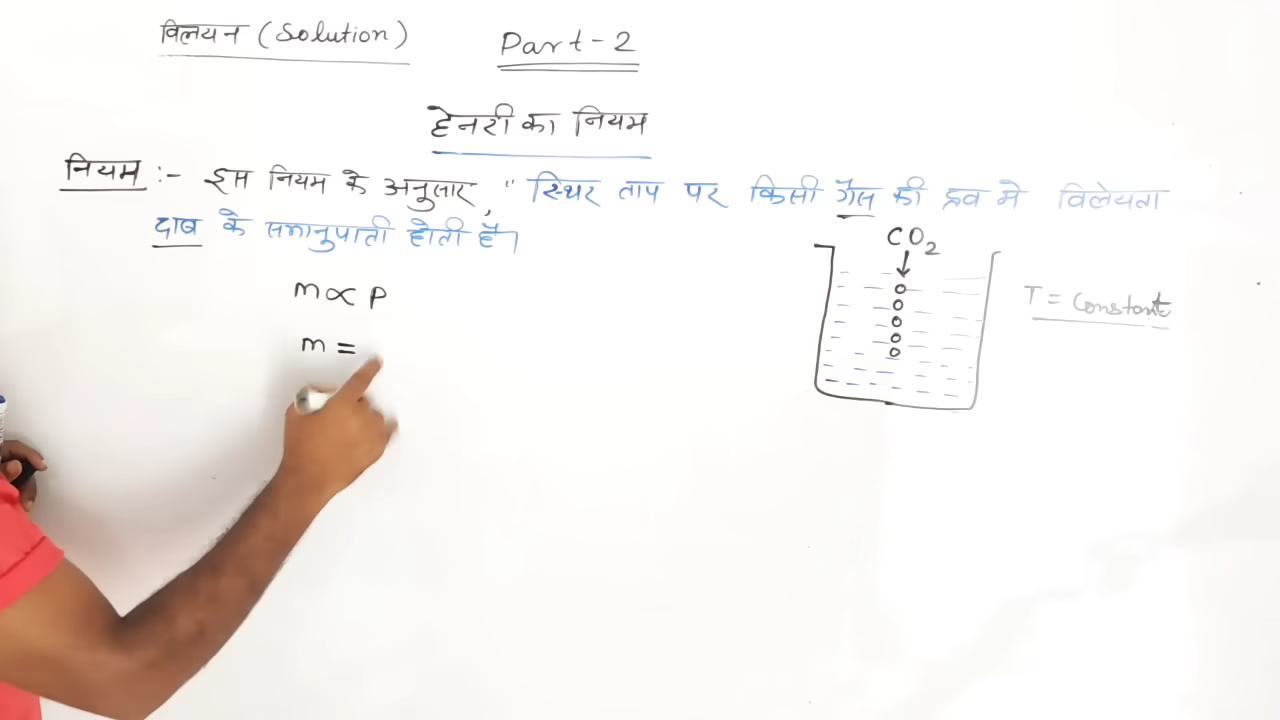 विलयन (Solution)
Part-2
हेनरी का नियम
नियम :- इस नियम के अनुसार, " स्थिर ताप पर किसी गैस की द्रव मे विलेयता
दाब के समानुपाती होती है।
CO2
m ∝ P
T = Constant
m =